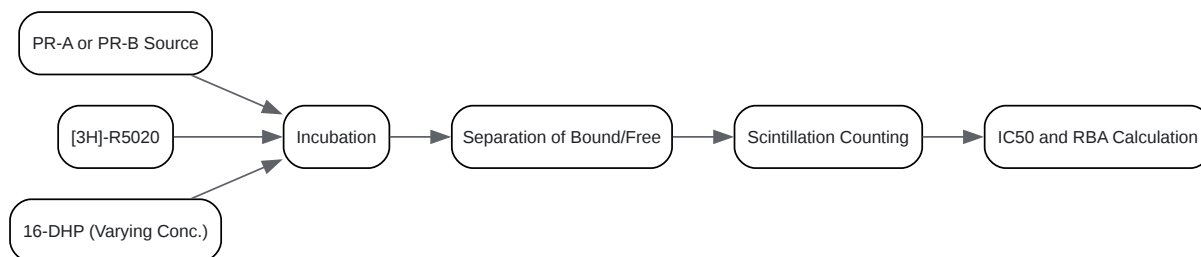 PR-A or PR-B Source
[3H]-R5020
16-DHP (Varying Conc.)
Incubation
Separation of Bound/Free
Scintillation Counting
IC50 and RBA Calculation